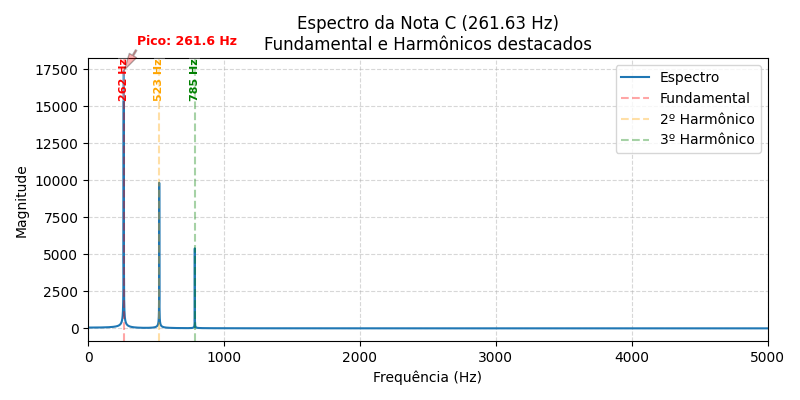 Espectro da Nota C (261.63 Hz)
Fundamental e Harmônicos destacados
Pico: 261.6 Hz
262 Hz
523 Hz
785 Hz
Espectro
Fundamental
2º Harmônico
3º Harmônico
Magnitude
17500
15000
12500
10000
7500
5000
2500
0
0
1000
2000
3000
4000
5000
Frequência (Hz)